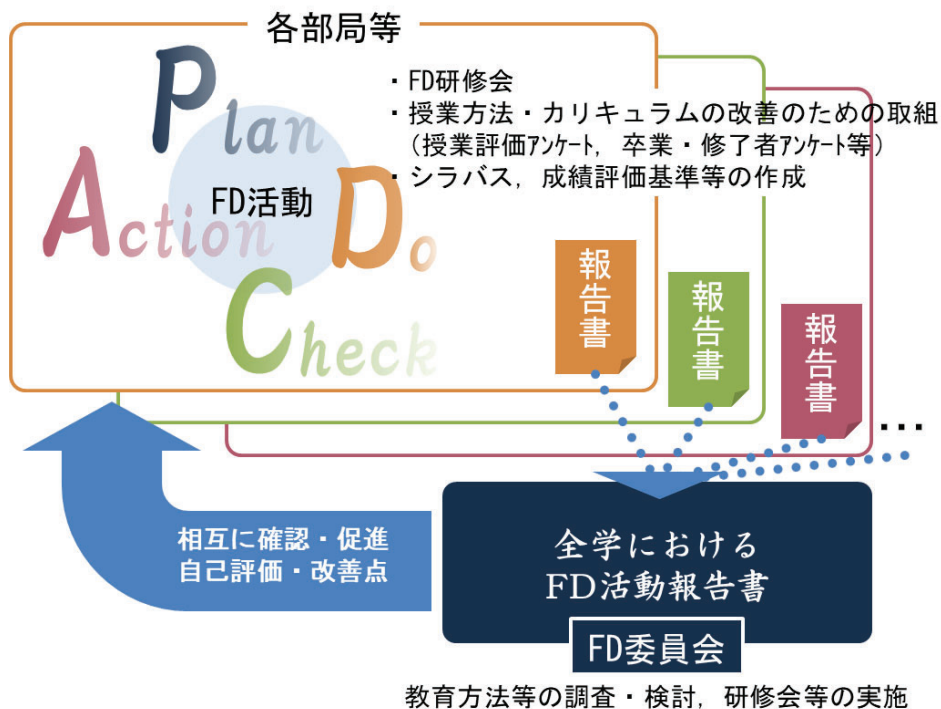 各部局等
Plan
Do
Check
Action
FD活動
・FD研修会
・授業方法・カリキュラムの改善のための取組
（授業評価アンケート，卒業・修了者アンケート等）
・シラバス，成績評価基準等の作成
報告書
報告書
報告書
…
相互に確認・促進
自己評価・改善点
全学における
FD活動報告書
FD委員会
教育方法等の調査・検討，研修会等の実施